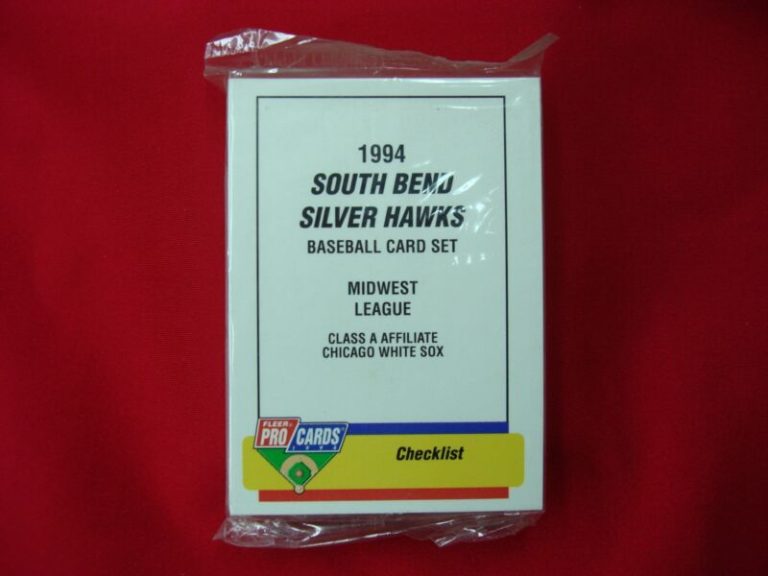 1994
SOUTH BEND
SILVER HAWKS
BASEBALL CARD SET
MIDWEST
LEAGUE
CLASS A AFFILIATE
CHICAGO WHITE SOX
FLEER
PRO CARDS
1994
Checklist